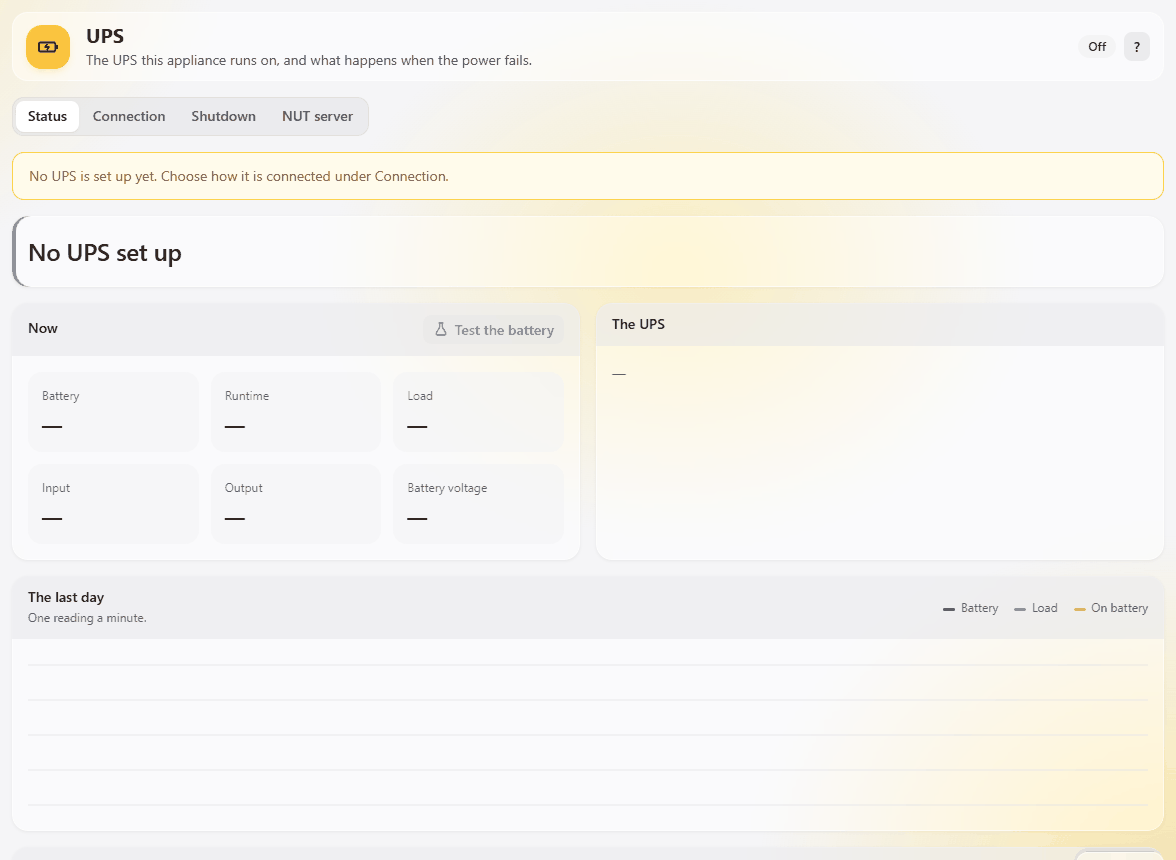 UPS
The UPS this appliance runs on, and what happens when the power fails.
Off
?
Status
Connection
Shutdown
NUT server
No UPS is set up yet. Choose how it is connected under Connection.
No UPS set up
Now
Test the battery
Battery
Runtime
Load
—
—
—
Input
Output
Battery voltage
—
—
—
The UPS
—
The last day
One reading a minute.
Battery
Load
On battery